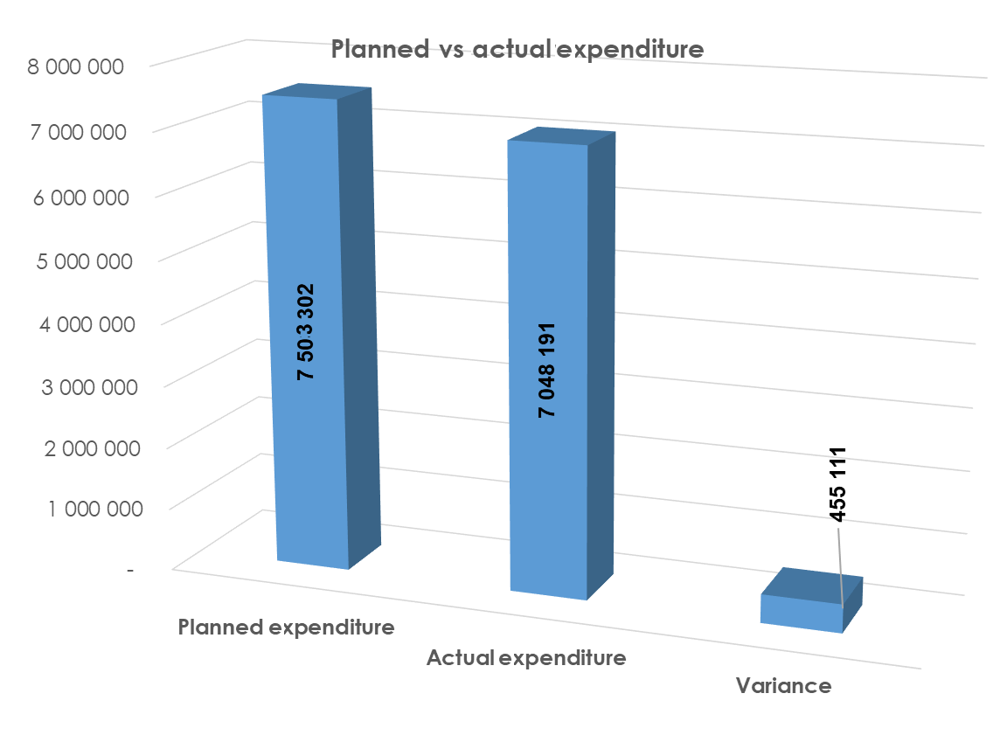 Planned vs actual expenditure
8 000 000
7 000 000
6 000 000
5 000 000
4 000 000
3 000 000
2 000 000
1 000 000
-
7 503 302
7 048 191
455 111
Planned expenditure
Actual expenditure
Variance